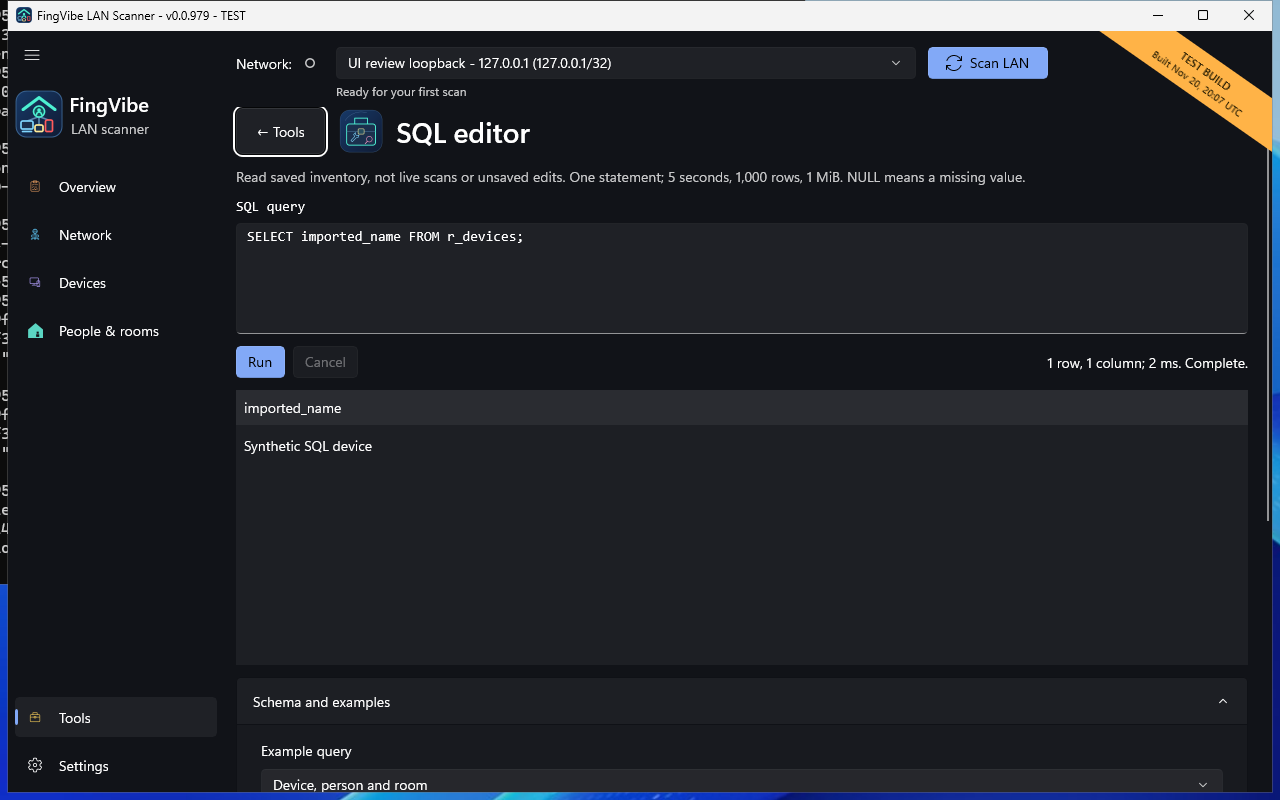 FingVibe LAN Scanner - v0.0.979 - TEST
Network:
UI review loopback - 127.0.0.1 (127.0.0.1/32)
Scan LAN
TEST BUILD
Built Nov 20, 20:07 UTC
Ready for your first scan
FingVibe
LAN scanner
← Tools
SQL editor
Overview
Network
Devices
People & rooms
Read saved inventory, not live scans or unsaved edits. One statement; 5 seconds, 1,000 rows, 1 MiB. NULL means a missing value.
SQL query
SELECT imported_name FROM r_devices;
Run
Cancel
1 row, 1 column; 2 ms. Complete.
imported_name
Synthetic SQL device
Schema and examples
Example query
Device, person and room
Tools
Settings